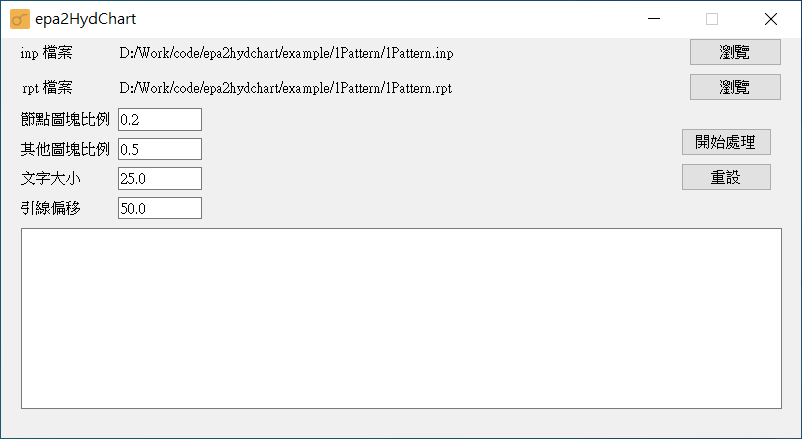 epa2HydChart
inp 檔案 D:/Work/code/epa2hydchart/example/1Pattern/1Pattern.inp 瀏覽
rpt 檔案 D:/Work/code/epa2hydchart/example/1Pattern/1Pattern.rpt 瀏覽
節點圖塊比例 0.2
其他圖塊比例 0.5
開始處理
文字大小 25.0
重設
引線偏移 50.0